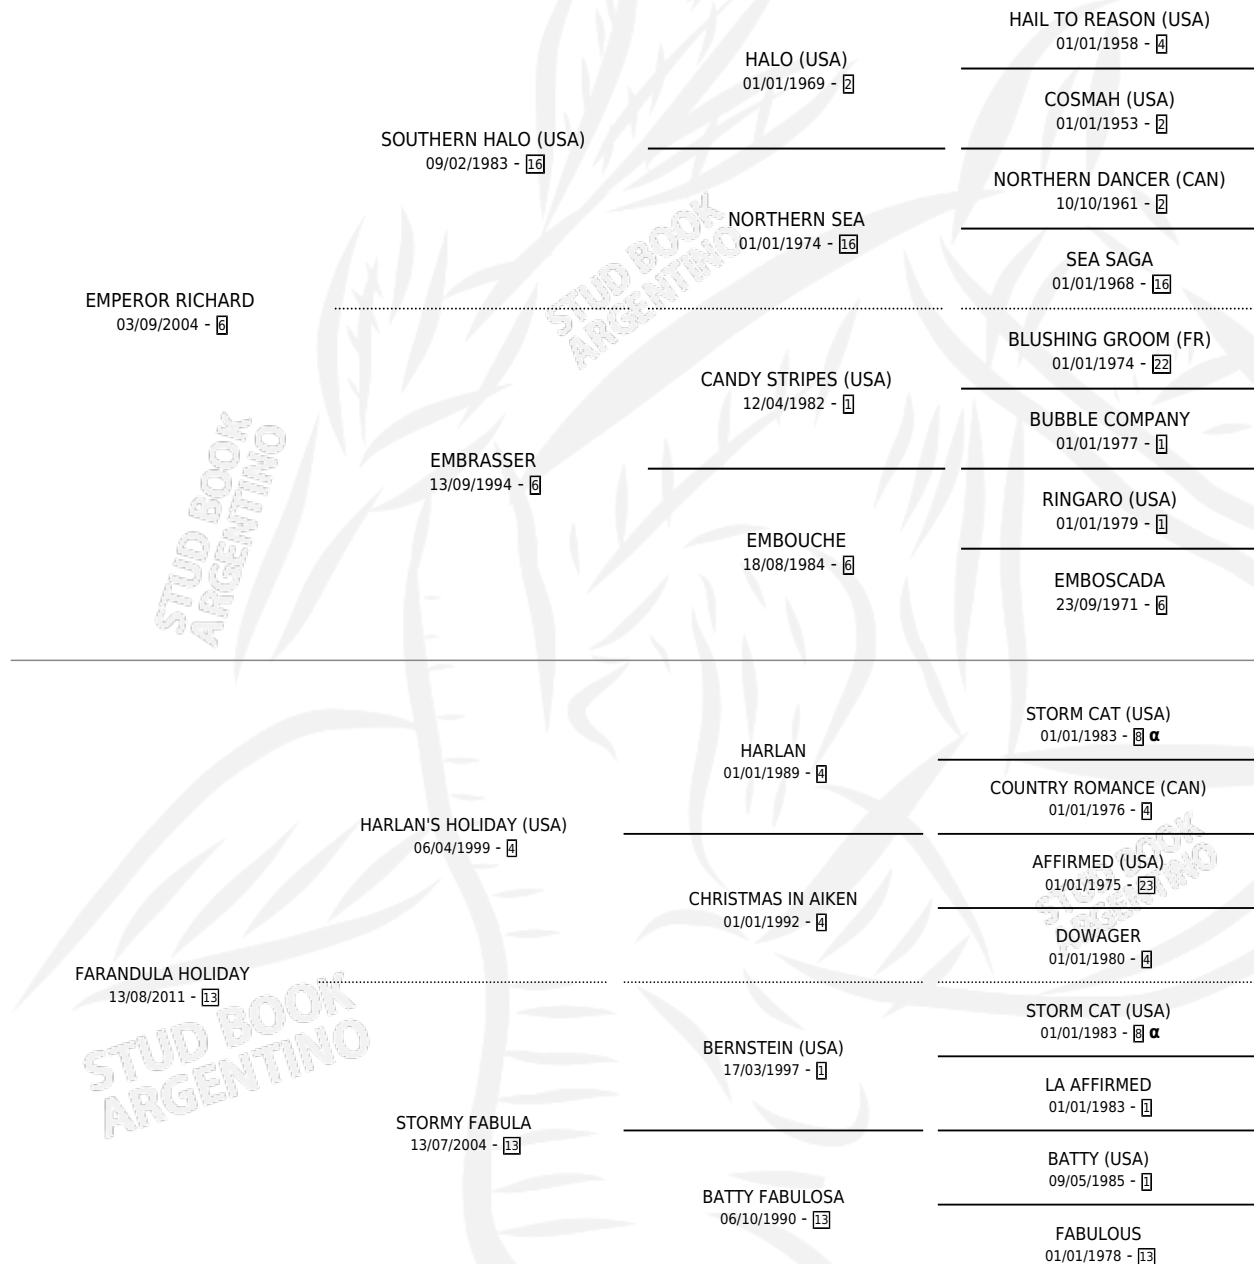 HAIL TO REASON (USA)
01/01/1958 - 4
HALO (USA)
01/01/1969 - 2
COSMAH (USA)
01/01/1953 - 2
SOUTHERN HALO (USA)
09/02/1983 - 16
NORTHERN DANCER (CAN)
10/10/1961 - 2
NORTHERN SEA
01/01/1974 - 16
SEA SAGA
01/01/1968 - 16
STUD BOOK
ARGENTINO
EMPEROR RICHARD
03/09/2004 - 6
BLUSHING GROOM (FR)
01/01/1974 - 22
CANDY STRIPES (USA)
12/04/1982 - 1
BUBBLE COMPANY
01/01/1977 - 1
EMBRASSER
13/09/1994 - 6
RINGARO (USA)
01/01/1979 - 1
EMBOUCHE
18/08/1984 - 6
EMBOSCADA
23/09/1971 - 6
STUD BOOK
ARGENTINO
STORM CAT (USA)
01/01/1983 - 8 α
HARLAN
01/01/1989 - 4
COUNTRY ROMANCE (CAN)
01/01/1976 - 4
HARLAN'S HOLIDAY (USA)
06/04/1999 - 4
AFFIRMED (USA)
01/01/1975 - 23
STUD BOOK
ARGENTINO
CHRISTMAS IN AIKEN
01/01/1992 - 4
DOWAGER
01/01/1980 - 4
FARANDULA HOLIDAY
13/08/2011 - 13
STUD BOOK
ARGENTINO
STORM CAT (USA)
01/01/1983 - 8 α
BERNSTEIN (USA)
17/03/1997 - 1
LA AFFIRMED
01/01/1983 - 1
STORMY FABULA
13/07/2004 - 13
BATTY (USA)
09/05/1985 - 1
BATTY FABULOSA
06/10/1990 - 13
FABULOUS
01/01/1978 - 13